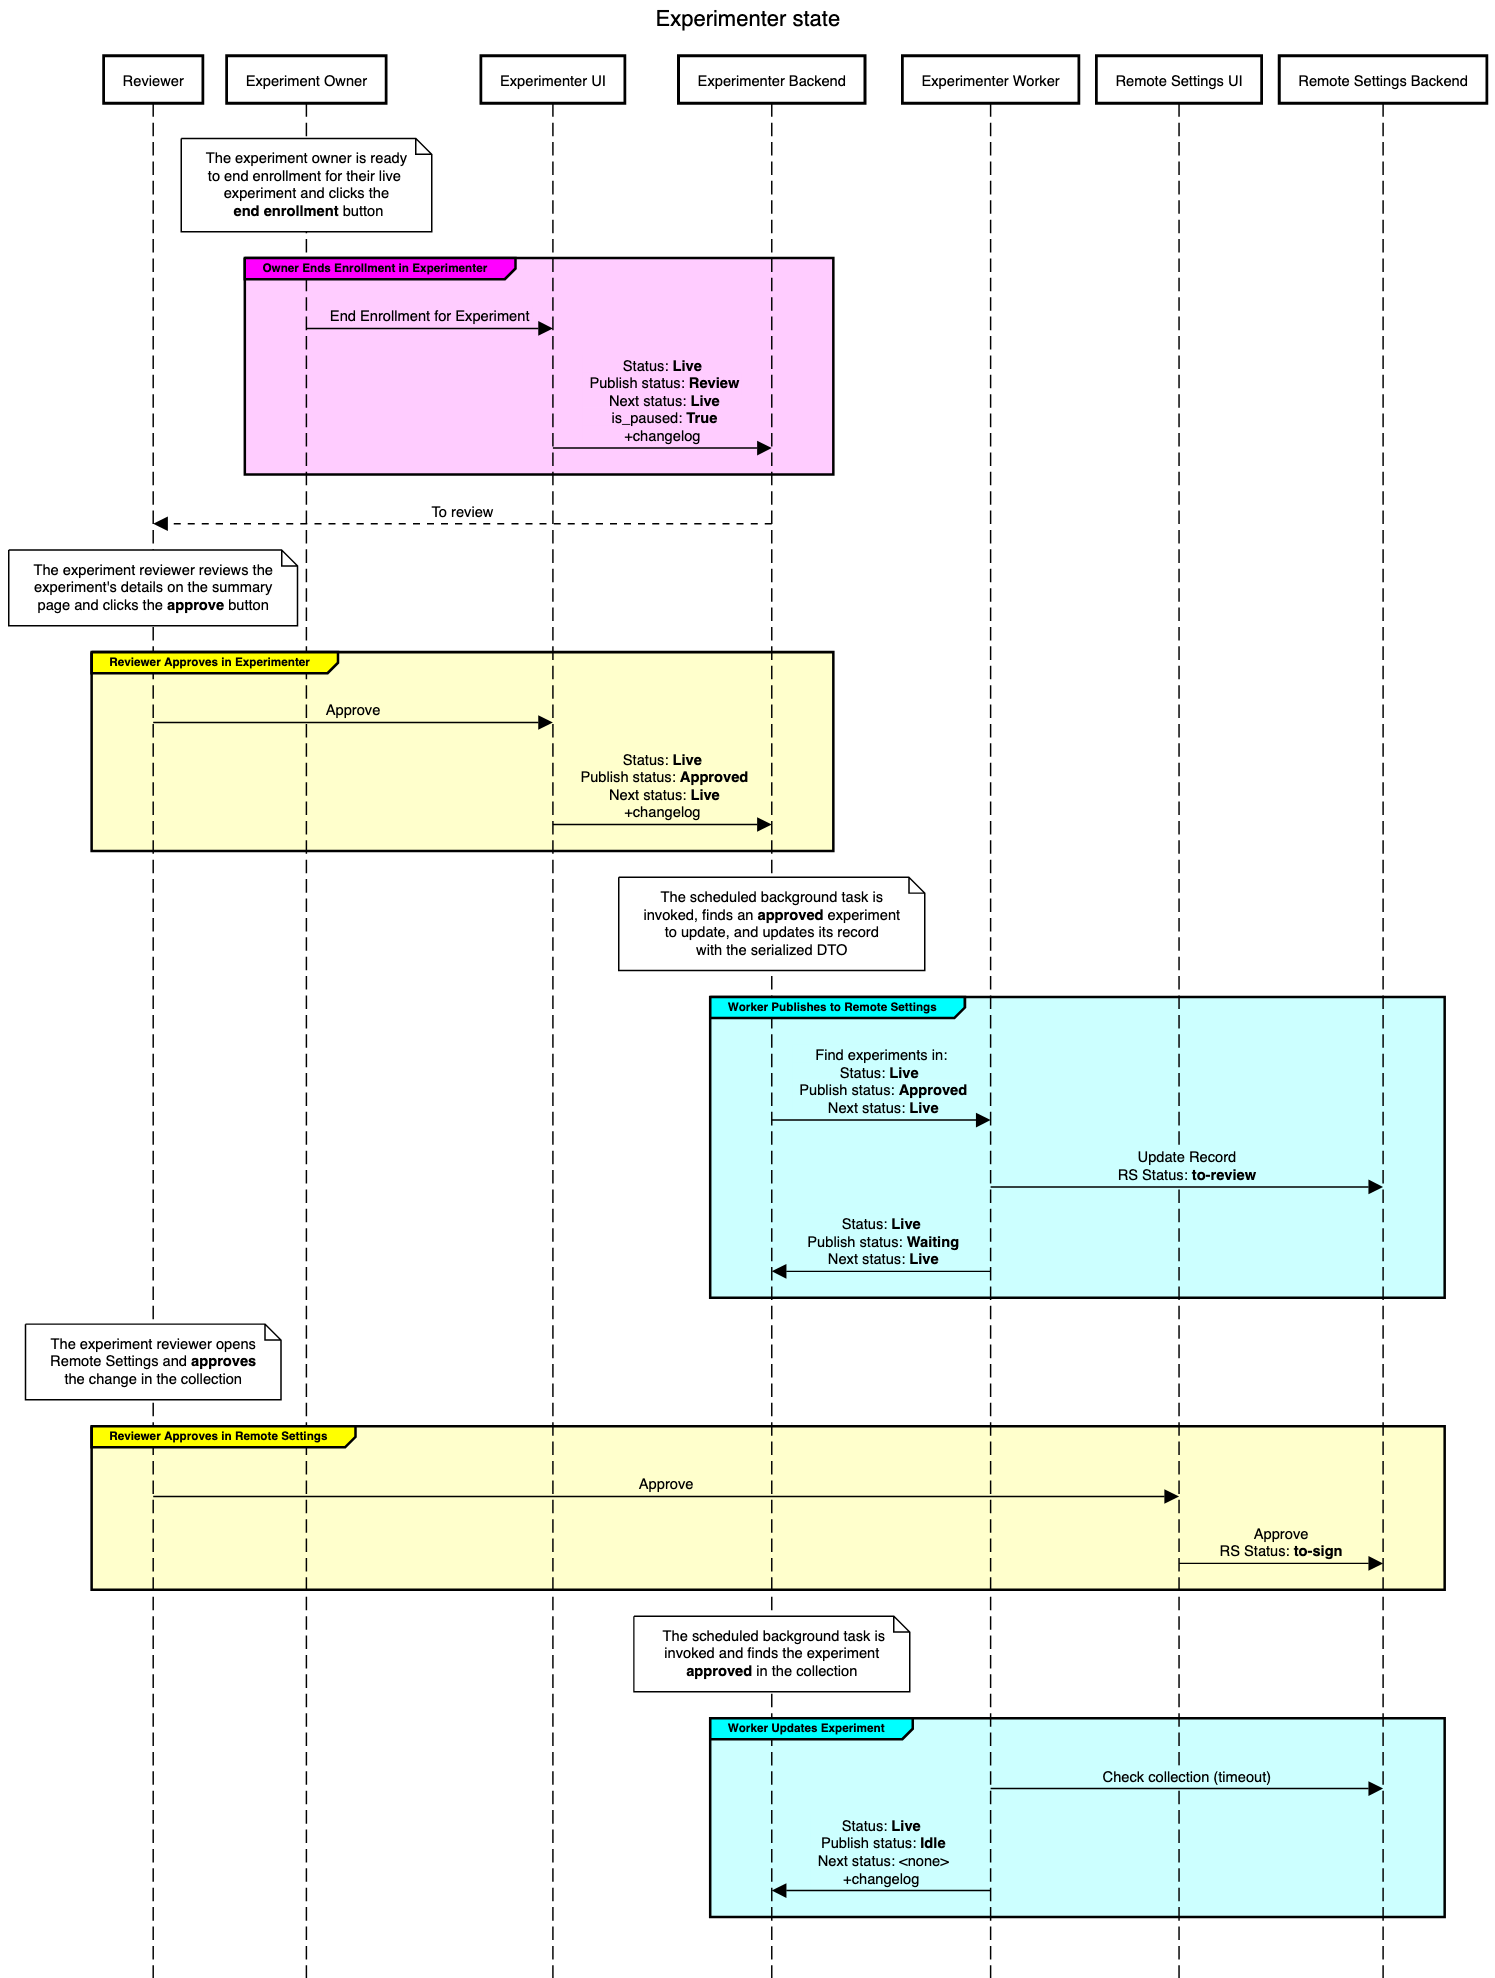 Experimenter state
Reviewer
Experiment Owner
Experimenter UI
Experimenter Backend
Experimenter Worker
Remote Settings UI
Remote Settings Backend
The experiment owner is ready
to end enrollment for their live
experiment and clicks the
end enrollment button
Owner Ends Enrollment in Experimenter
End Enrollment for Experiment
Status: Live
Publish status: Review
Next status: Live
is_paused: True
+changelog
To review
The experiment reviewer reviews the
experiment's details on the summary
page and clicks the approve button
Reviewer Approves in Experimenter
Approve
Status: Live
Publish status: Approved
Next status: Live
+changelog
The scheduled background task is
invoked, finds an approved experiment
to update, and updates its record
with the serialized DTO
Worker Publishes to Remote Settings
Find experiments in:
Status: Live
Publish status: Approved
Next status: Live
Update Record
RS Status: to-review
Status: Live
Publish status: Waiting
Next status: Live
The experiment reviewer opens
Remote Settings and approves
the change in the collection
Reviewer Approves in Remote Settings
Approve
Approve
RS Status: to-sign
The scheduled background task is
invoked and finds the experiment
approved in the collection
Worker Updates Experiment
Check collection (timeout)
Status: Live
Publish status: Idle
Next status: <none>
+changelog